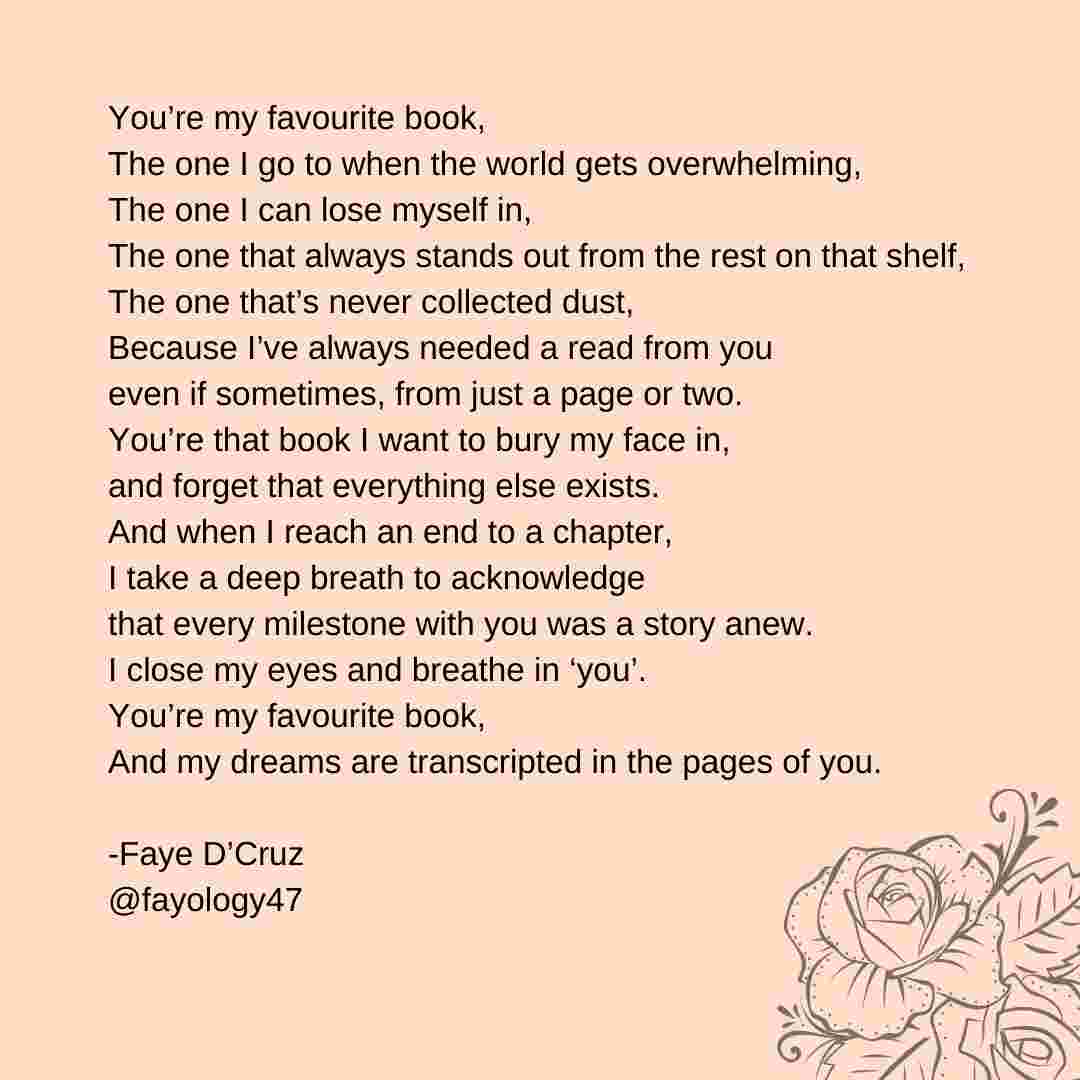 You’re my favourite book,
The one I go to when the world gets overwhelming,
The one I can lose myself in,
The one that always stands out from the rest on that shelf,
The one that’s never collected dust,
Because I’ve always needed a read from you
even if sometimes, from just a page or two.
You’re that book I want to bury my face in,
and forget that everything else exists.
And when I reach an end to a chapter,
I take a deep breath to acknowledge
that every milestone with you was a story anew.
I close my eyes and breathe in ‘you’.
You’re my favourite book,
And my dreams are transcripted in the pages of you.
-Faye D’Cruz
@fayology47